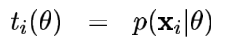 t_i(θ) = p(𝐱_i|θ)